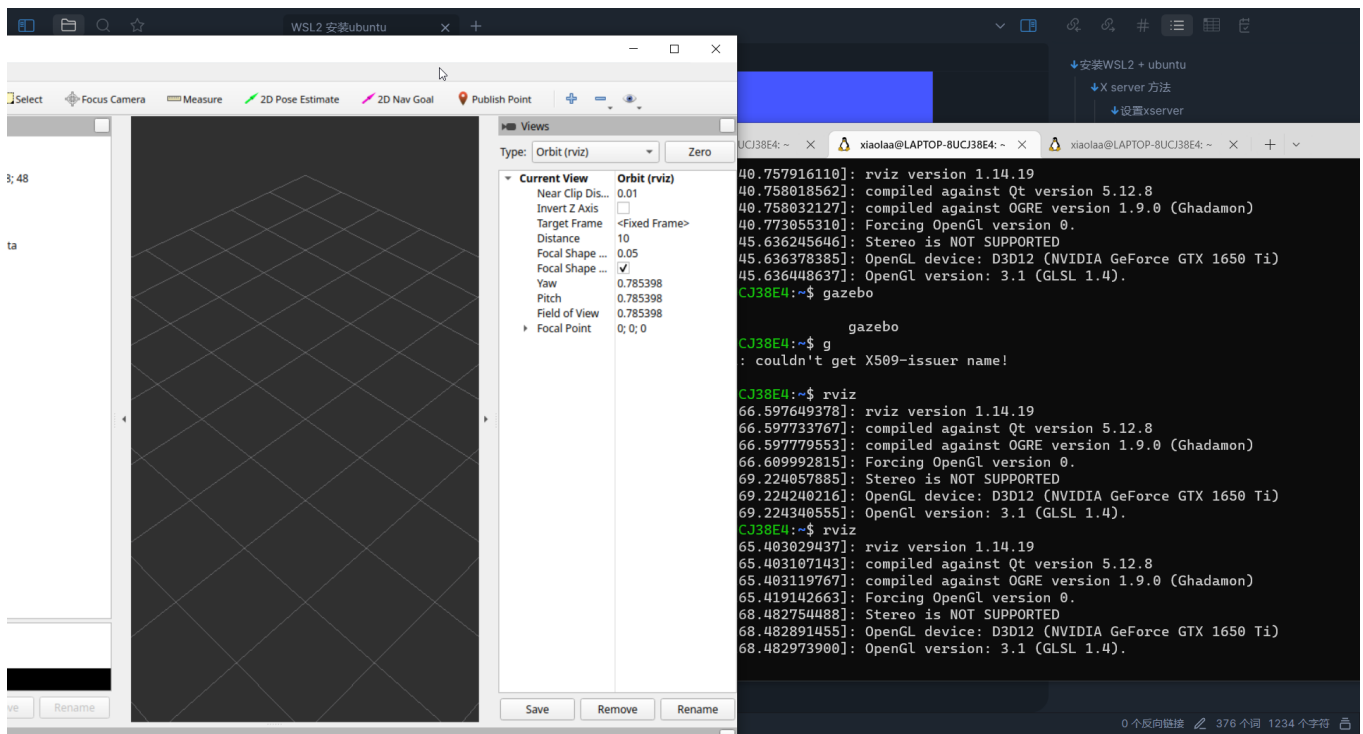 WSL2 安装ubuntu
Select Focus Camera Measure 2D Pose Estimate 2D Nav Goal Publish Point
8; 48
ta
Rename
Views
Type: Orbit (rviz) Zero
Current View Orbit (rviz)
Near Clip Dis... 0.01
Invert Z Axis
Target Frame <Fixed Frame>
Distance 10
Focal Shape ... 0.05
Focal Shape ...
Yaw 0.785398
Pitch 0.785398
Field of View 0.785398
Focal Point 0; 0; 0
Save Remove Rename
安装WSL2 + ubuntu
X server 方法
设置xserver
UCJ38E4: ~ xiaolaa@LAPTOP-8UCJ38E4: ~ xiaolaa@LAPTOP-8UCJ38E4: ~
40.757916110]: rviz version 1.14.19
40.758018562]: compiled against Qt version 5.12.8
40.758032127]: compiled against OGRE version 1.9.0 (Ghadamon)
40.773055310]: Forcing OpenGl version 0.
45.636245646]: Stereo is NOT SUPPORTED
45.636378385]: OpenGL device: D3D12 (NVIDIA GeForce GTX 1650 Ti)
45.636448637]: OpenGl version: 3.1 (GLSL 1.4).
CJ38E4:~$ gazebo
gazebo
CJ38E4:~$ g
: couldn't get X509-issuer name!
CJ38E4:~$ rviz
66.597649378]: rviz version 1.14.19
66.597733767]: compiled against Qt version 5.12.8
66.597779553]: compiled against OGRE version 1.9.0 (Ghadamon)
66.609992815]: Forcing OpenGl version 0.
69.224057885]: Stereo is NOT SUPPORTED
69.224240216]: OpenGL device: D3D12 (NVIDIA GeForce GTX 1650 Ti)
69.224340555]: OpenGl version: 3.1 (GLSL 1.4).
CJ38E4:~$ rviz
65.403029437]: rviz version 1.14.19
65.403107143]: compiled against Qt version 5.12.8
65.403119767]: compiled against OGRE version 1.9.0 (Ghadamon)
65.419142663]: Forcing OpenGl version 0.
68.482754488]: Stereo is NOT SUPPORTED
68.482891455]: OpenGL device: D3D12 (NVIDIA GeForce GTX 1650 Ti)
68.482973900]: OpenGl version: 3.1 (GLSL 1.4).
0 个反向链接 376 个词 1234 个字符